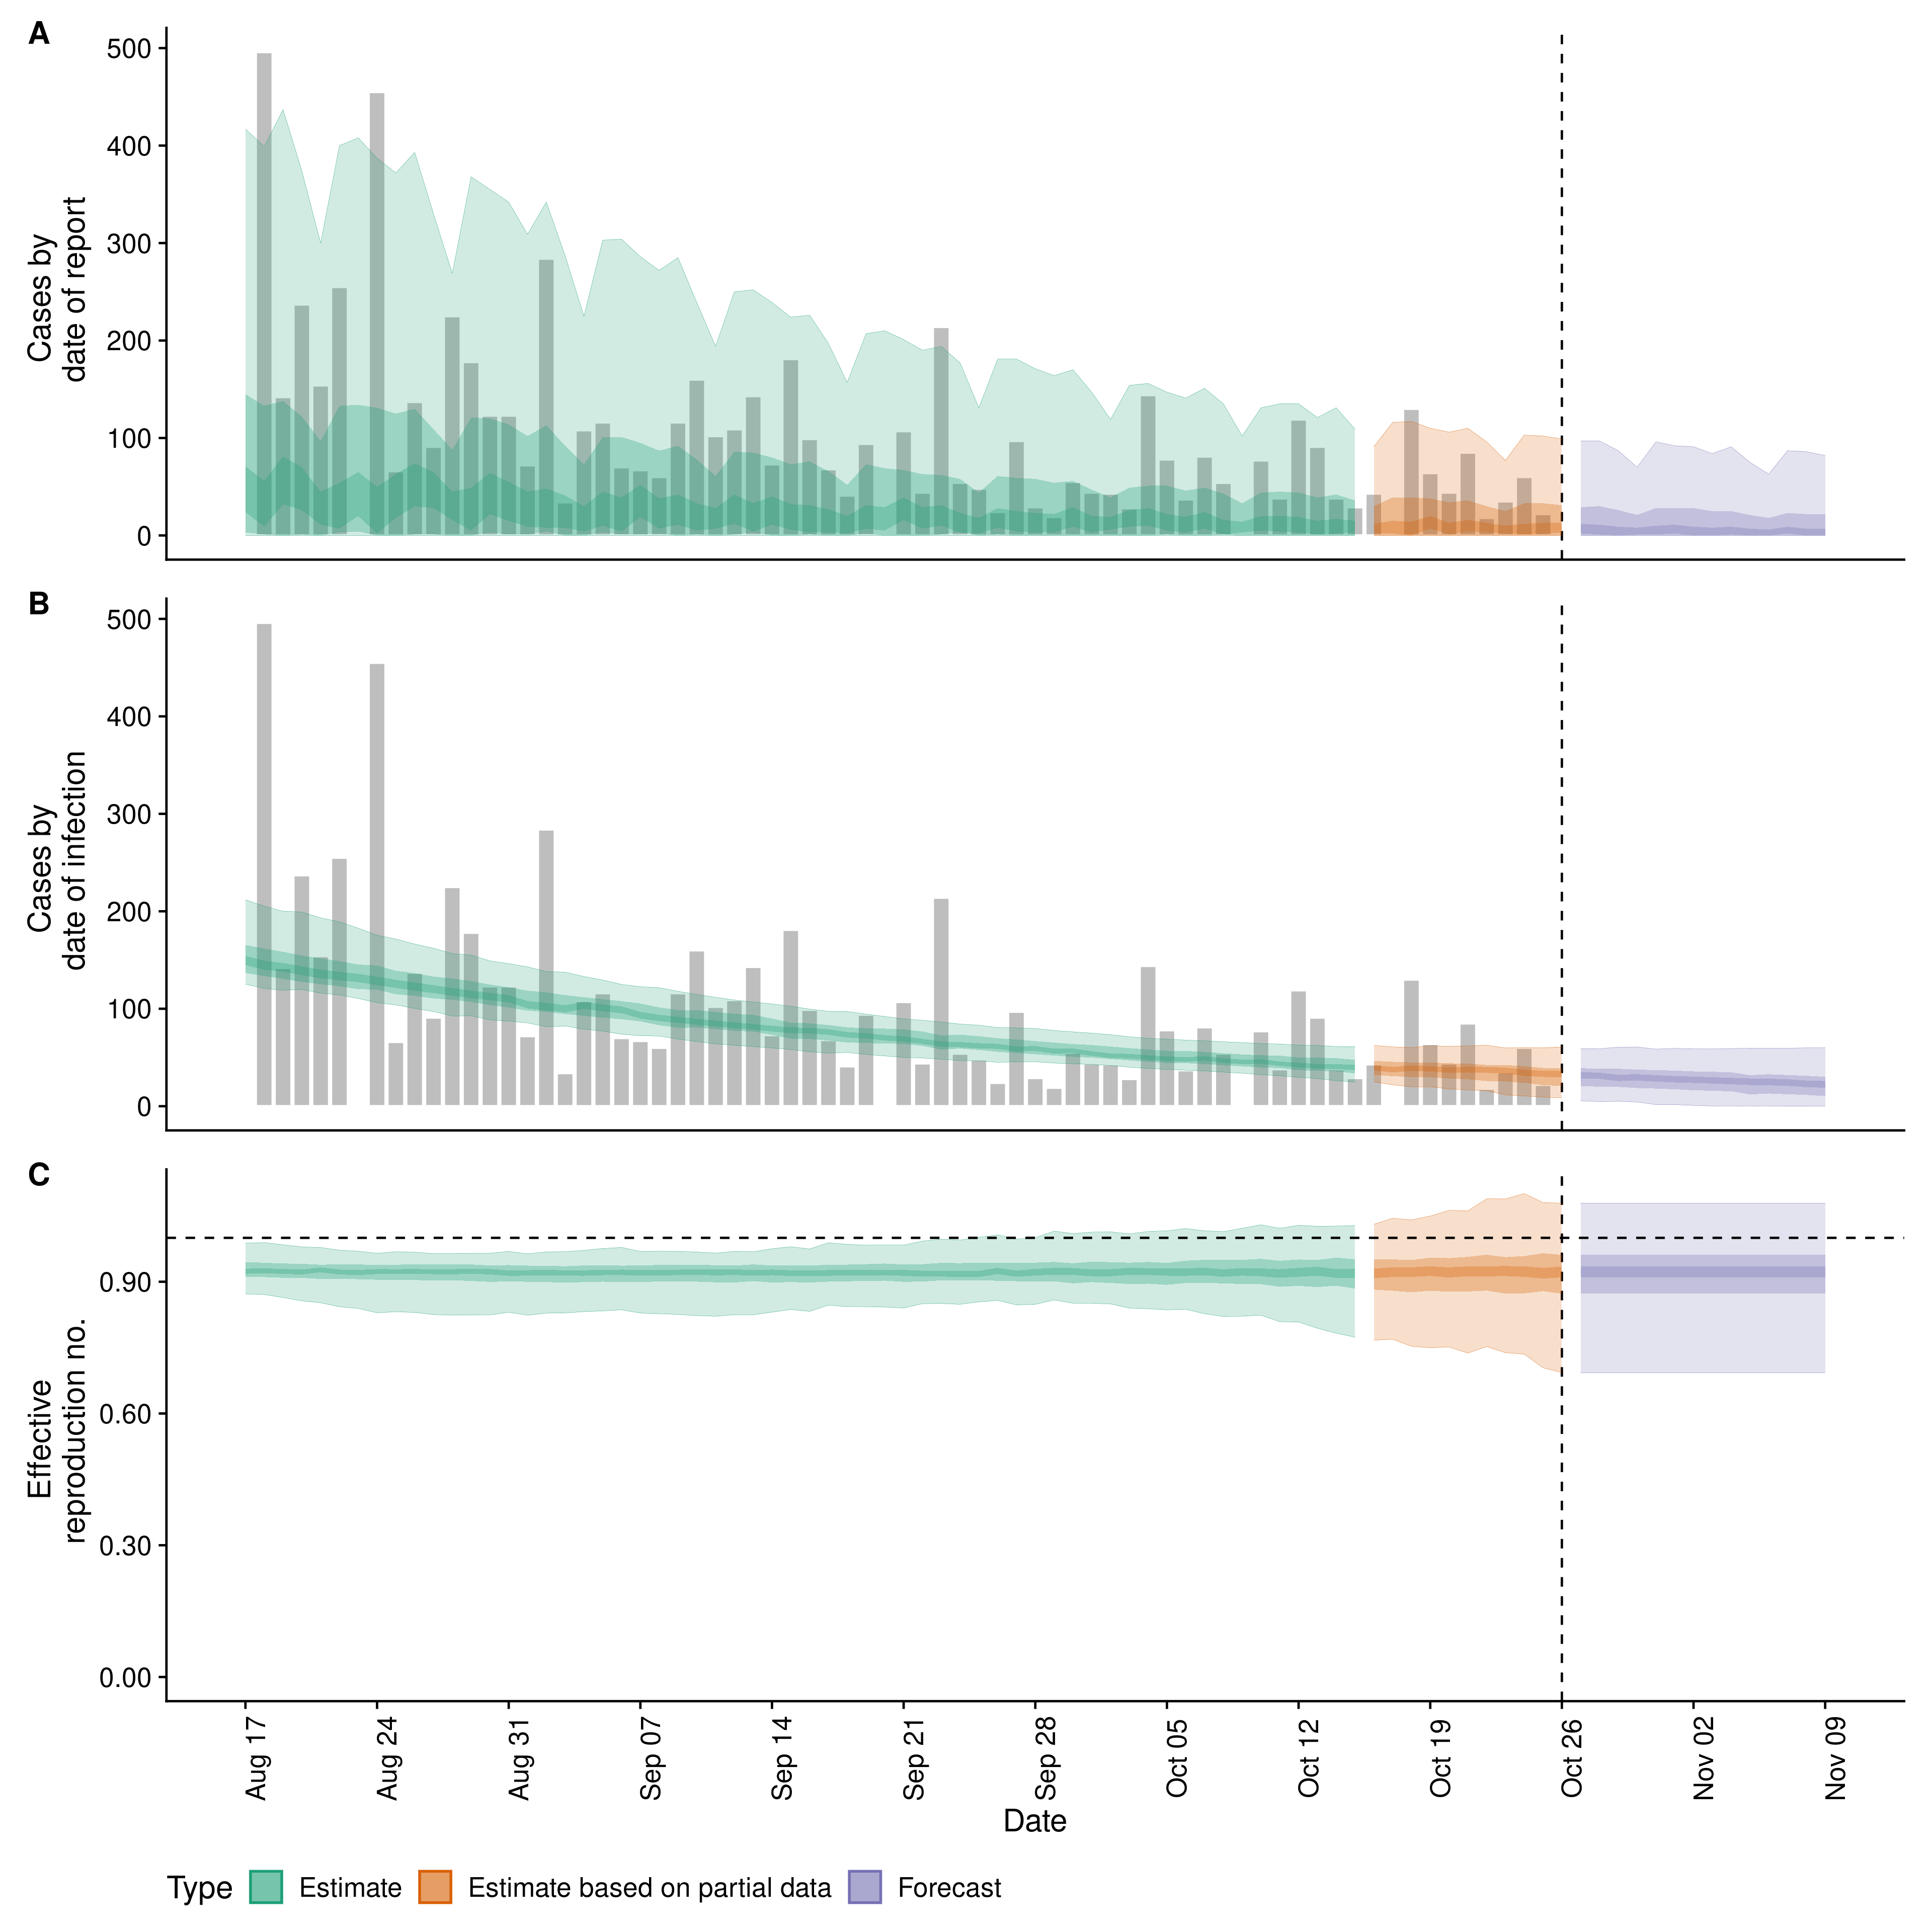 A
500
400
300
200
100
0
Cases by
date of report
B
500
400
300
200
100
0
Cases by
date of infection
C
0.90
0.60
0.30
0.00
Effective
reproduction no.
Aug 17
Aug 24
Aug 31
Sep 07
Sep 14
Sep 21
Sep 28
Oct 05
Oct 12
Oct 19
Oct 26
Nov 02
Nov 09
Date
Type Estimate Estimate based on partial data Forecast